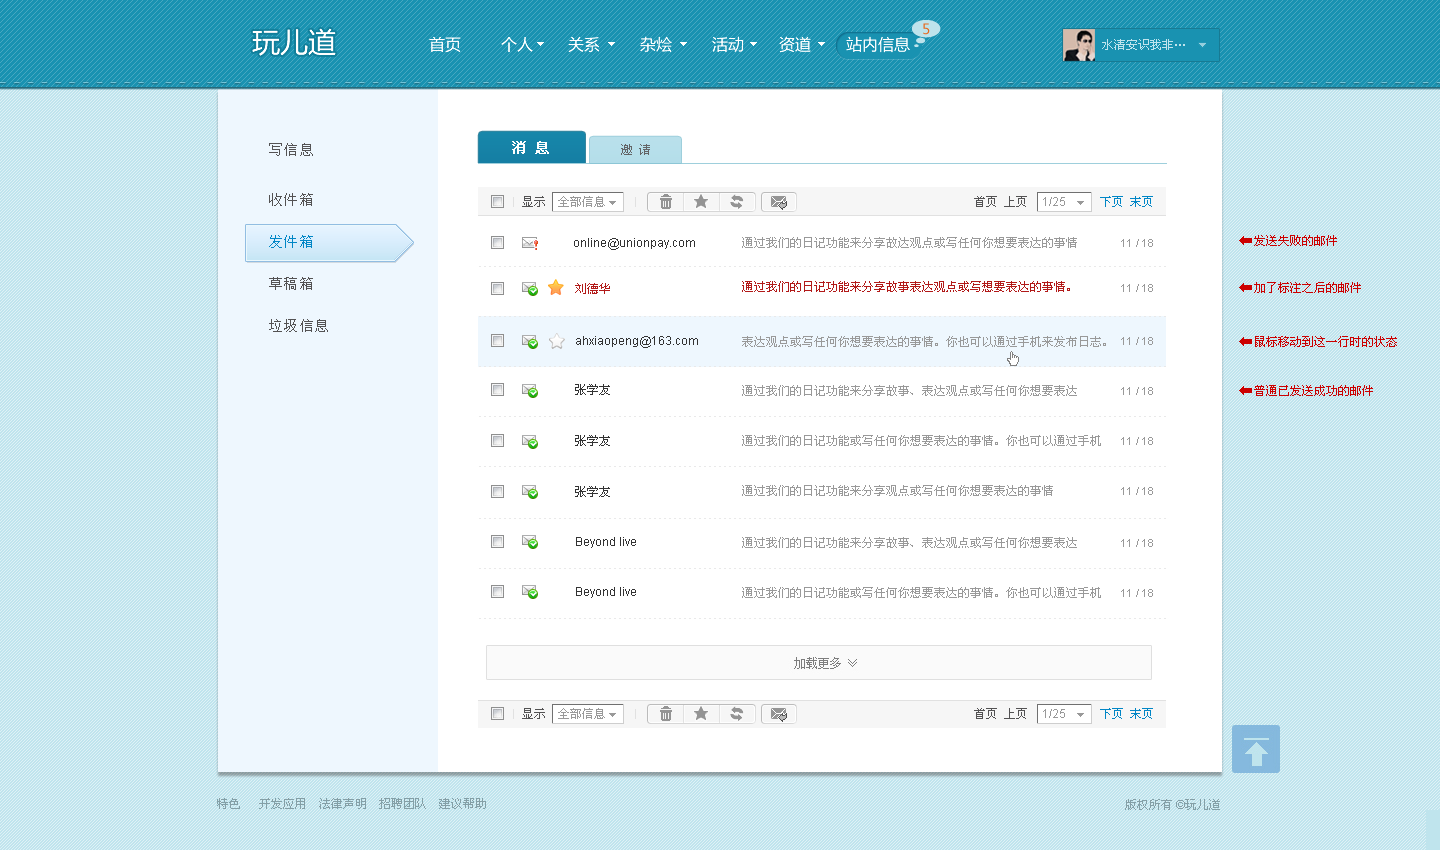 玩儿道 首页 个人 关系 杂烩 活动 资道 站内信息 5 水清安识我非···
写信息
收件箱
发件箱
草稿箱
垃圾信息
消 息 邀 请
显示 全部信息 首页 上页 1/25 下页 末页
online@unionpay.com 通过我们的日记功能来分享故达观点或写任何你想要表达的事情 11 / 18 发送失败的邮件
刘德华 通过我们的日记功能来分享故事表达观点或写想要表达的事情。 11 / 18 加了标注之后的邮件
ahxiaopeng@163.com 表达观点或写任何你想要表达的事情。你也可以通过手机来发布日志。 11 / 18 鼠标移动到这一行时的状态
张学友 通过我们的日记功能来分享故事、表达观点或写任何你想要表达 11 / 18 普通已发送成功的邮件
张学友 通过我们的日记功能或写任何你想要表达的事情。你也可以通过手机 11 / 18
张学友 通过我们的日记功能来分享观点或写任何你想要表达的事情 11 / 18
Beyond live 通过我们的日记功能来分享故事、表达观点或写任何你想要表达 11 / 18
Beyond live 通过我们的日记功能或写任何你想要表达的事情。你也可以通过手机 11 / 18
加载更多
显示 全部信息 首页 上页 1/25 下页 末页
特色 开发应用 法律声明 招聘团队 建议帮助 版权所有 ©玩儿道